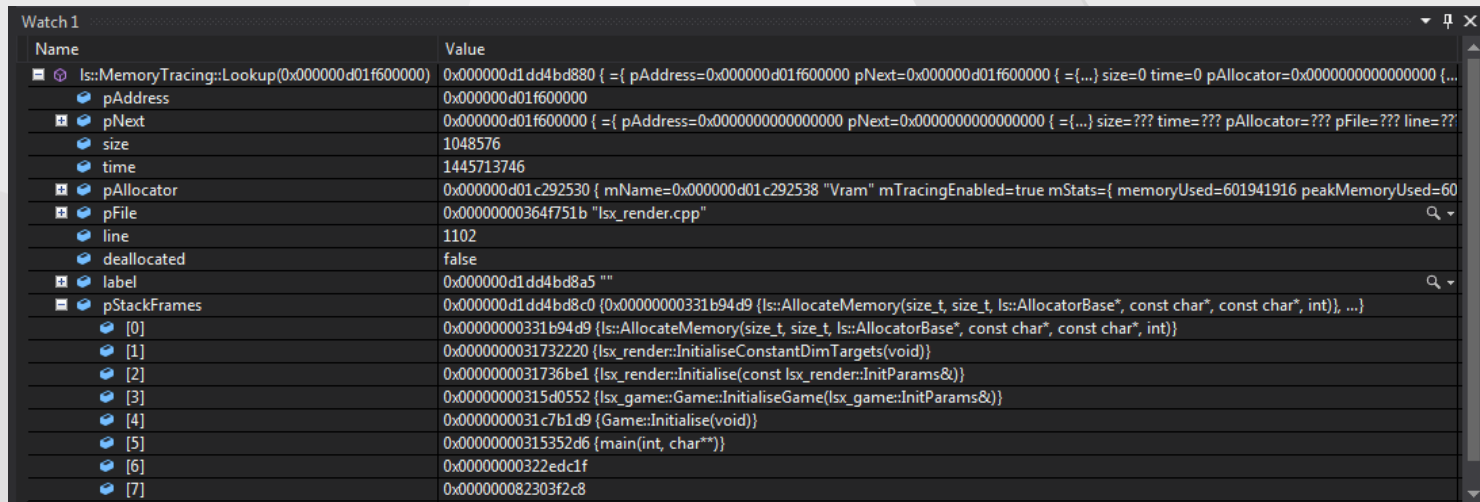 Watch 1
Name Value
ls::MemoryTracing::Lookup(0x000000d01f600000) 0x000000d1dd4bd880 { ={ pAddress=0x000000d01f600000 pNext=0x000000d01f600000 { ={...} size=0 time=0 pAllocator=0x0000000000000000 {...
pAddress 0x000000d01f600000
pNext 0x000000d01f600000 { ={ pAddress=0x0000000000000000 pNext=0x0000000000000000 { ={...} size=??? time=??? pAllocator=??? pFile=??? line=???
size 1048576
time 1445713746
pAllocator 0x000000d01c292530 { mName=0x000000d01c292538 "Vram" mTracingEnabled=true mStats={ memoryUsed=601941916 peakMemoryUsed=60
pFile 0x00000000364f751b "lsx_render.cpp"
line 1102
deallocated false
label 0x000000d1dd4bd8a5 ""
pStackFrames 0x000000d1dd4bd8c0 {0x00000000331b94d9 {ls::AllocateMemory(size_t, size_t, ls::AllocatorBase*, const char*, const char*, int)}, ...}
[0] 0x00000000331b94d9 {ls::AllocateMemory(size_t, size_t, ls::AllocatorBase*, const char*, const char*, int)}
[1] 0x0000000031732220 {lsx_render::InitialiseConstantDimTargets(void)}
[2] 0x0000000031736be1 {lsx_render::Initialise(const lsx_render::InitParams&)}
[3] 0x00000000315d0552 {lsx_game::Game::InitialiseGame(lsx_game::InitParams&)}
[4] 0x0000000031c7b1d9 {Game::Initialise(void)}
[5] 0x00000000315352d6 {main(int, char**)}
[6] 0x00000000322edc1f
[7] 0x000000082303f2c8